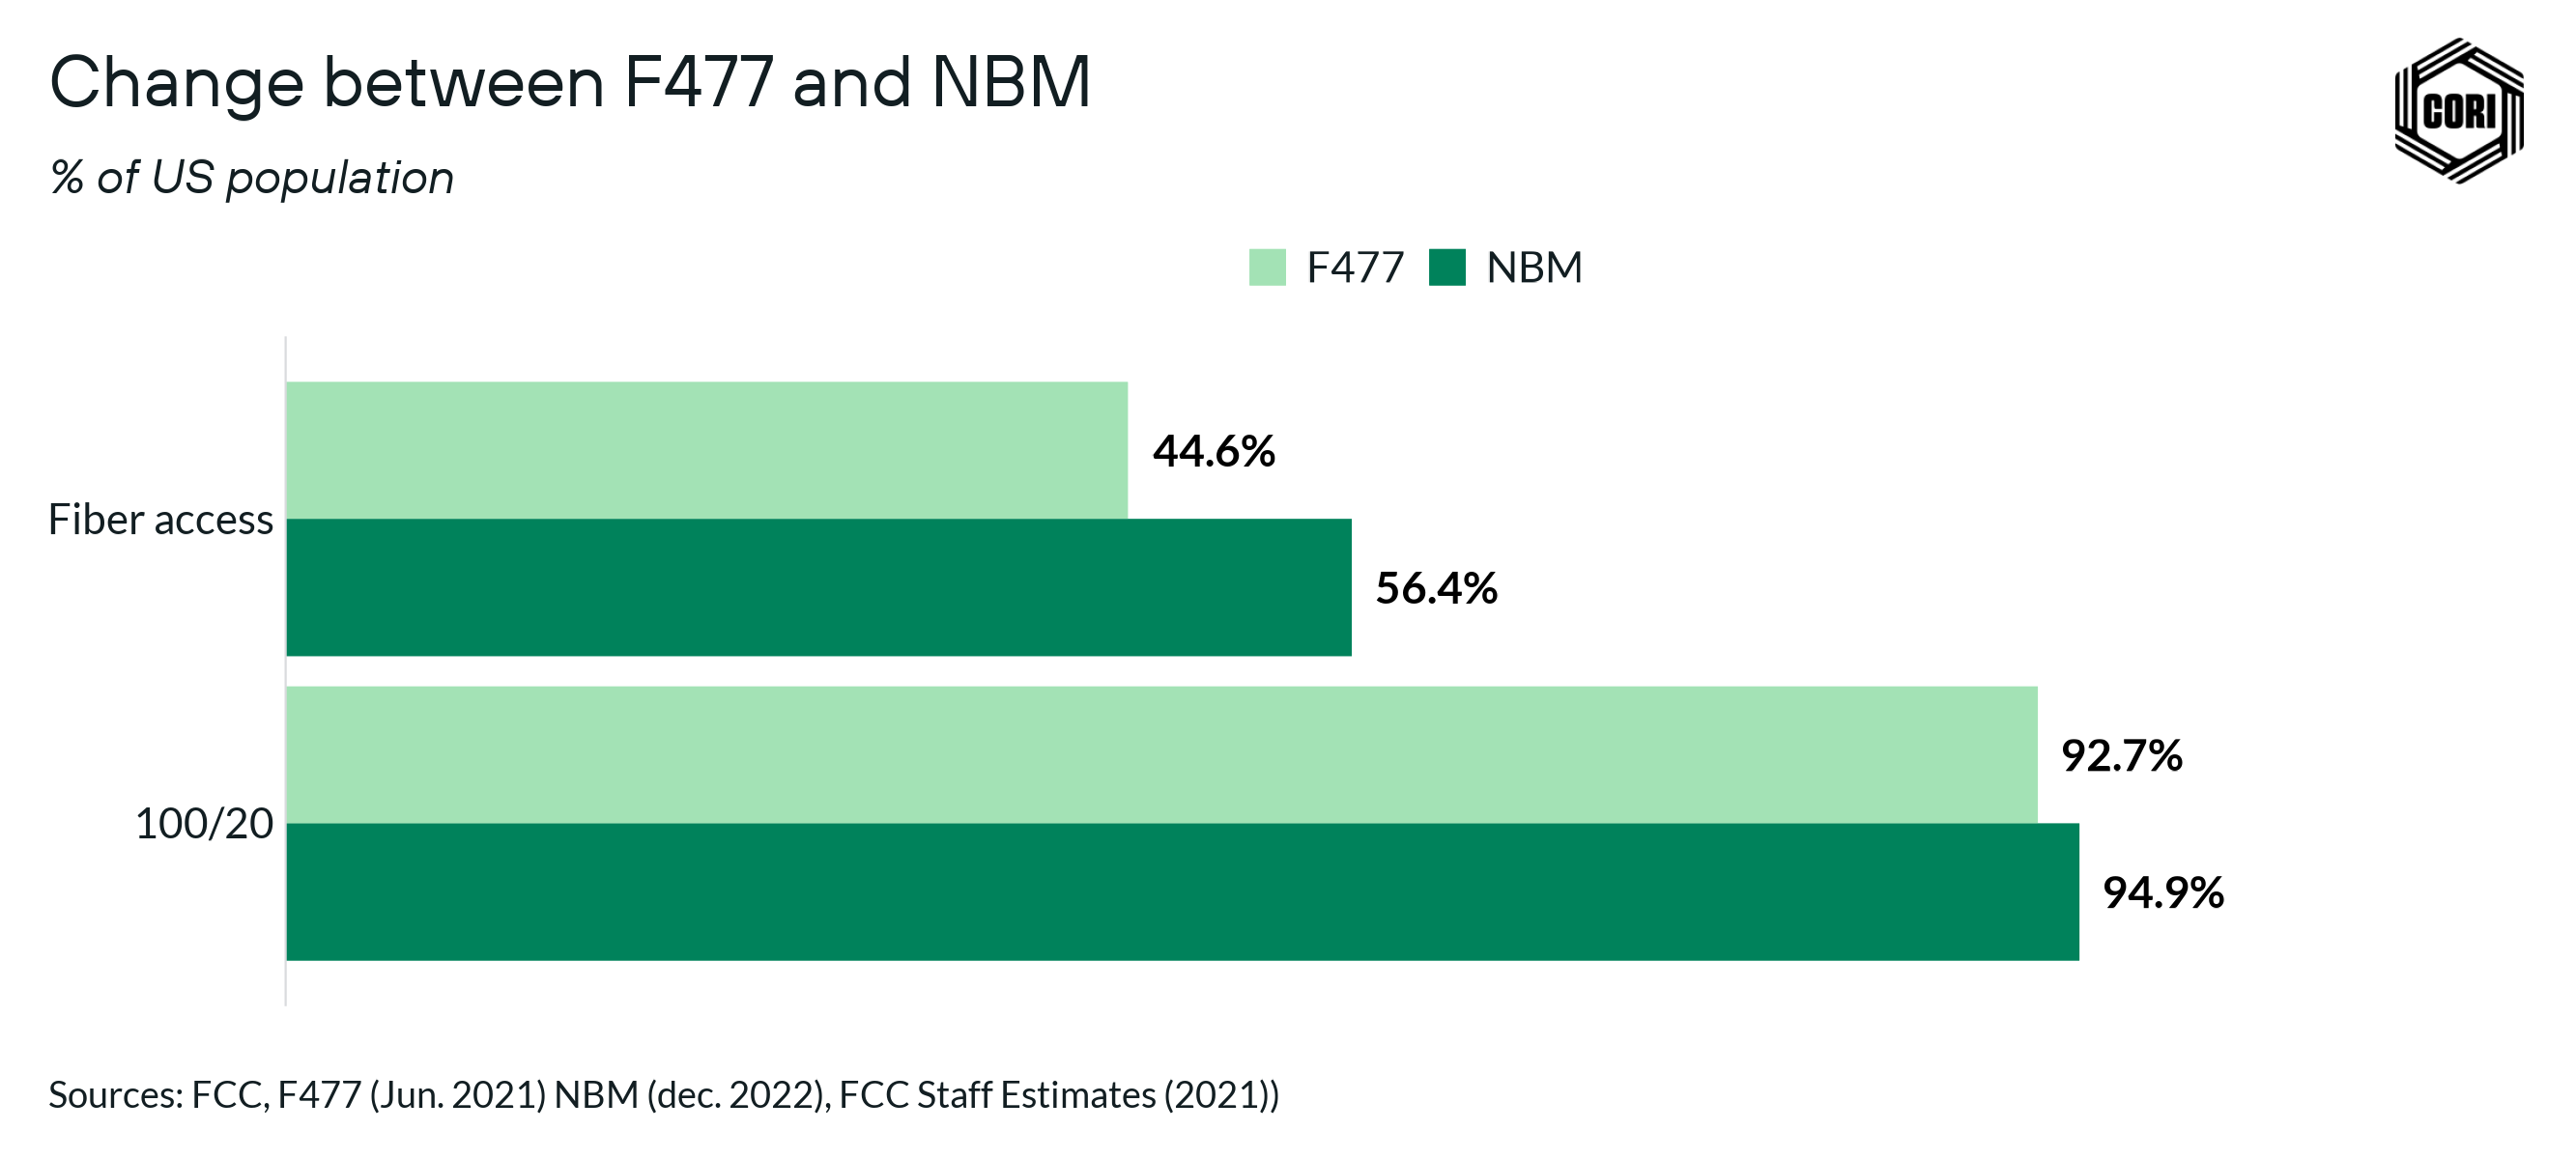 Change between F477 and NBM
CORI
% of US population
F477 NBM
44.6%
Fiber access
56.4%
92.7%
100/20
94.9%
Sources: FCC, F477 (Jun. 2021) NBM (dec. 2022), FCC Staff Estimates (2021))